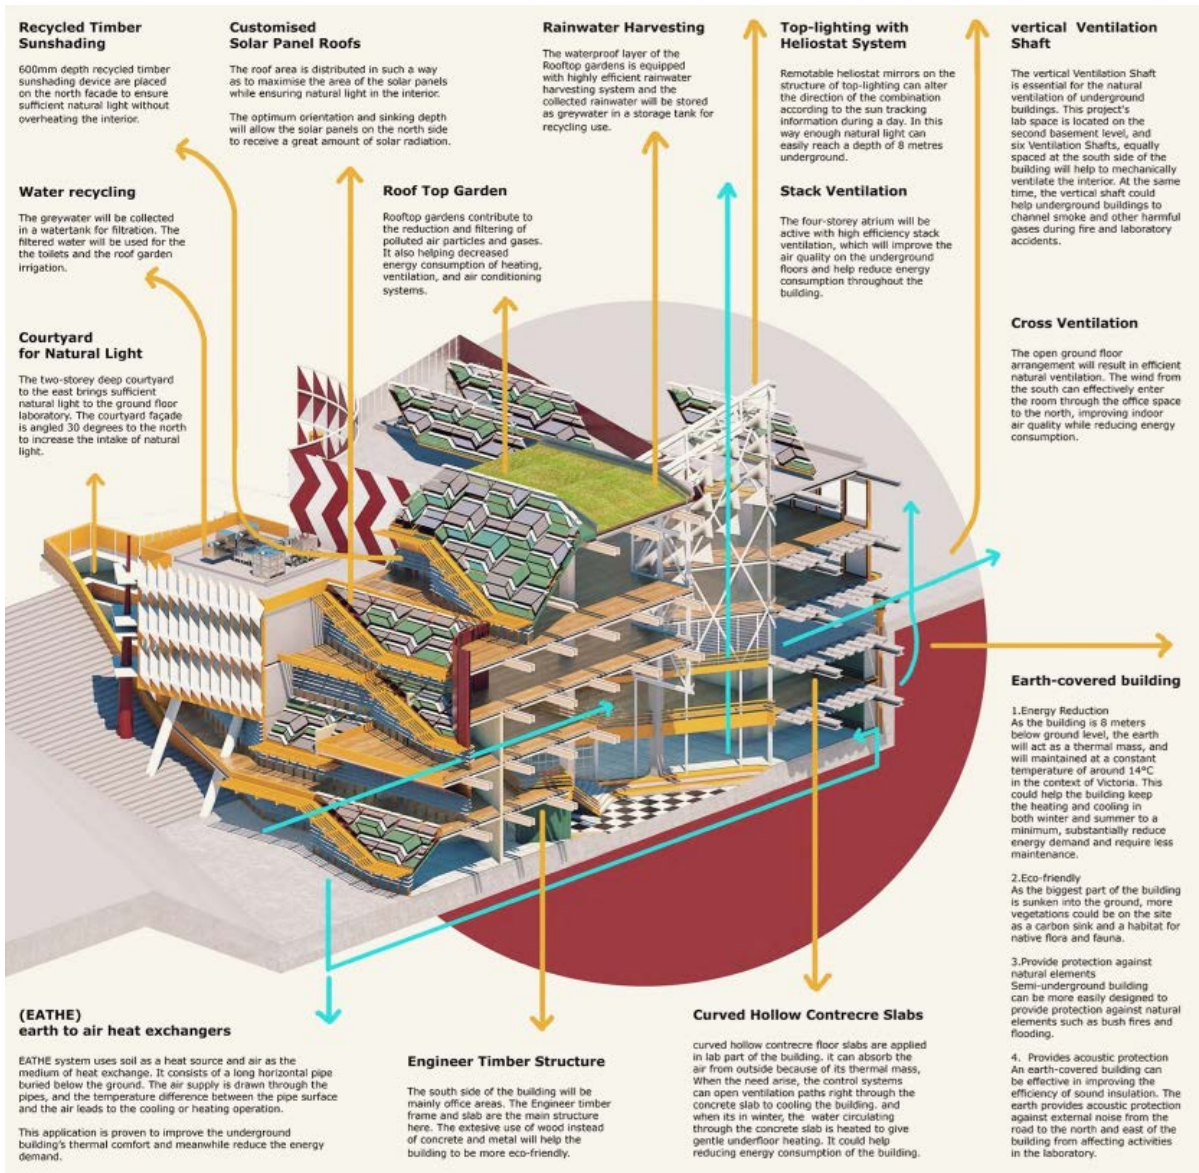 Recycled Timber
Sunshading
600mm depth recycled timber
sunshading device are placed
on the north facade to ensure
sufficient natural light without
overheating the interior.
Customised
Solar Panel Roofs
The roof area is distributed in such a way
as to maximise the area of the solar panels
while ensuring natural light in the interior.
The optimum orientation and sinking depth
will allow the solar panels on the north side
to receive a great amount of solar radiation.
Rainwater Harvesting
The waterproof layer of the
Rooftop gardens is equipped
with highly efficient rainwater
harvesting system and the
collected rainwater will be stored
as greywater in a storage tank for
recycling use.
Top-lighting with
Heliostat System
Remotable heliostat mirrors on the
structure of top-lighting can alter
the direction of the combination
according to the sun tracking
information during a day. In this
way enough natural light can
easily reach a depth of 8 metres
underground.
vertical Ventilation
Shaft
The vertical Ventilation Shaft
is essential for the natural
ventilation of underground
buildings. This project's
lab space is located on the
second basement level, and
six Ventilation Shafts, equally
spaced at the south side of the
building will help to mechanically
ventilate the interior. At the same
time, the vertical shaft could
help underground buildings to
channel smoke and other harmful
gases during fire and laboratory
accidents.
Water recycling
The greywater will be collected
in a watertank for filtration. The
filtered water will be used for the
the toilets and the roof garden
irrigation.
Roof Top Garden
Rooftop gardens contribute to
the reduction and filtering of
polluted air particles and gases.
It also helping decreased
energy consumption of heating,
ventilation, and air conditioning
systems.
Stack Ventilation
The four-storey atrium will be
active with high efficiency stack
ventilation, which will improve the
air quality on the underground
floors and help reduce energy
consumption throughout the
building.
Courtyard
for Natural Light
The two-storey deep courtyard
to the east brings sufficient
natural light to the ground floor
laboratory. The courtyard façade
is angled 30 degrees to the north
to increase the intake of natural
light.
Cross Ventilation
The open ground floor
arrangement will result in efficient
natural ventilation. The wind from
the south can effectively enter
the room through the office space
to the north, improving indoor
air quality while reducing energy
consumption.
Earth-covered building
1.Energy Reduction
As the building is 8 meters
below ground level, the earth
will act as a thermal mass, and
will maintained at a constant
temperature of around 14°C
in the context of Victoria. This
could help the building keep
the heating and cooling in
both winter and summer to a
minimum, substantially reduce
energy demand and require less
maintenance.
2.Eco-friendly
As the biggest part of the building
is sunken into the ground, more
vegetations could be on the site
as a carbon sink and a habitat for
native flora and fauna.
3.Provide protection against
natural elements
Semi-underground building
can be more easily designed to
provide protection against natural
elements such as bush fires and
flooding.
4. Provides acoustic protection
An earth-covered building can
be effective in improving the
efficiency of sound insulation. The
earth provides acoustic protection
against external noise from the
road to the north and east of the
building from affecting activities
in the laboratory.
(EATHE)
earth to air heat exchangers
EATHE system uses soil as a heat source and air as the
medium of heat exchange. It consists of a long horizontal pipe
buried below the ground. The air supply is drawn through the
pipes, and the temperature difference between the pipe surface
and the air leads to the cooling or heating operation.
This application is proven to improve the underground
building's thermal comfort and meanwhile reduce the energy
demand.
Engineer Timber Structure
The south side of the building will be
mainly office areas. The Engineer timber
frame and slab are the main structure
here. The extesive use of wood instead
of concrete and metal will help the
building to be more eco-friendly.
Curved Hollow Contrecre Slabs
curved hollow contrecre floor slabs are applied
in lab part of the building. it can absorb the
air from outside because of its thermal mass,
When the need arise, the control systems
can open ventilation paths right through the
concrete slab to cooling the building. and
when its in winter, the water circulating
through the concrete slab is heated to give
gentle underfloor heating. It could help
reducing energy consumption of the building.